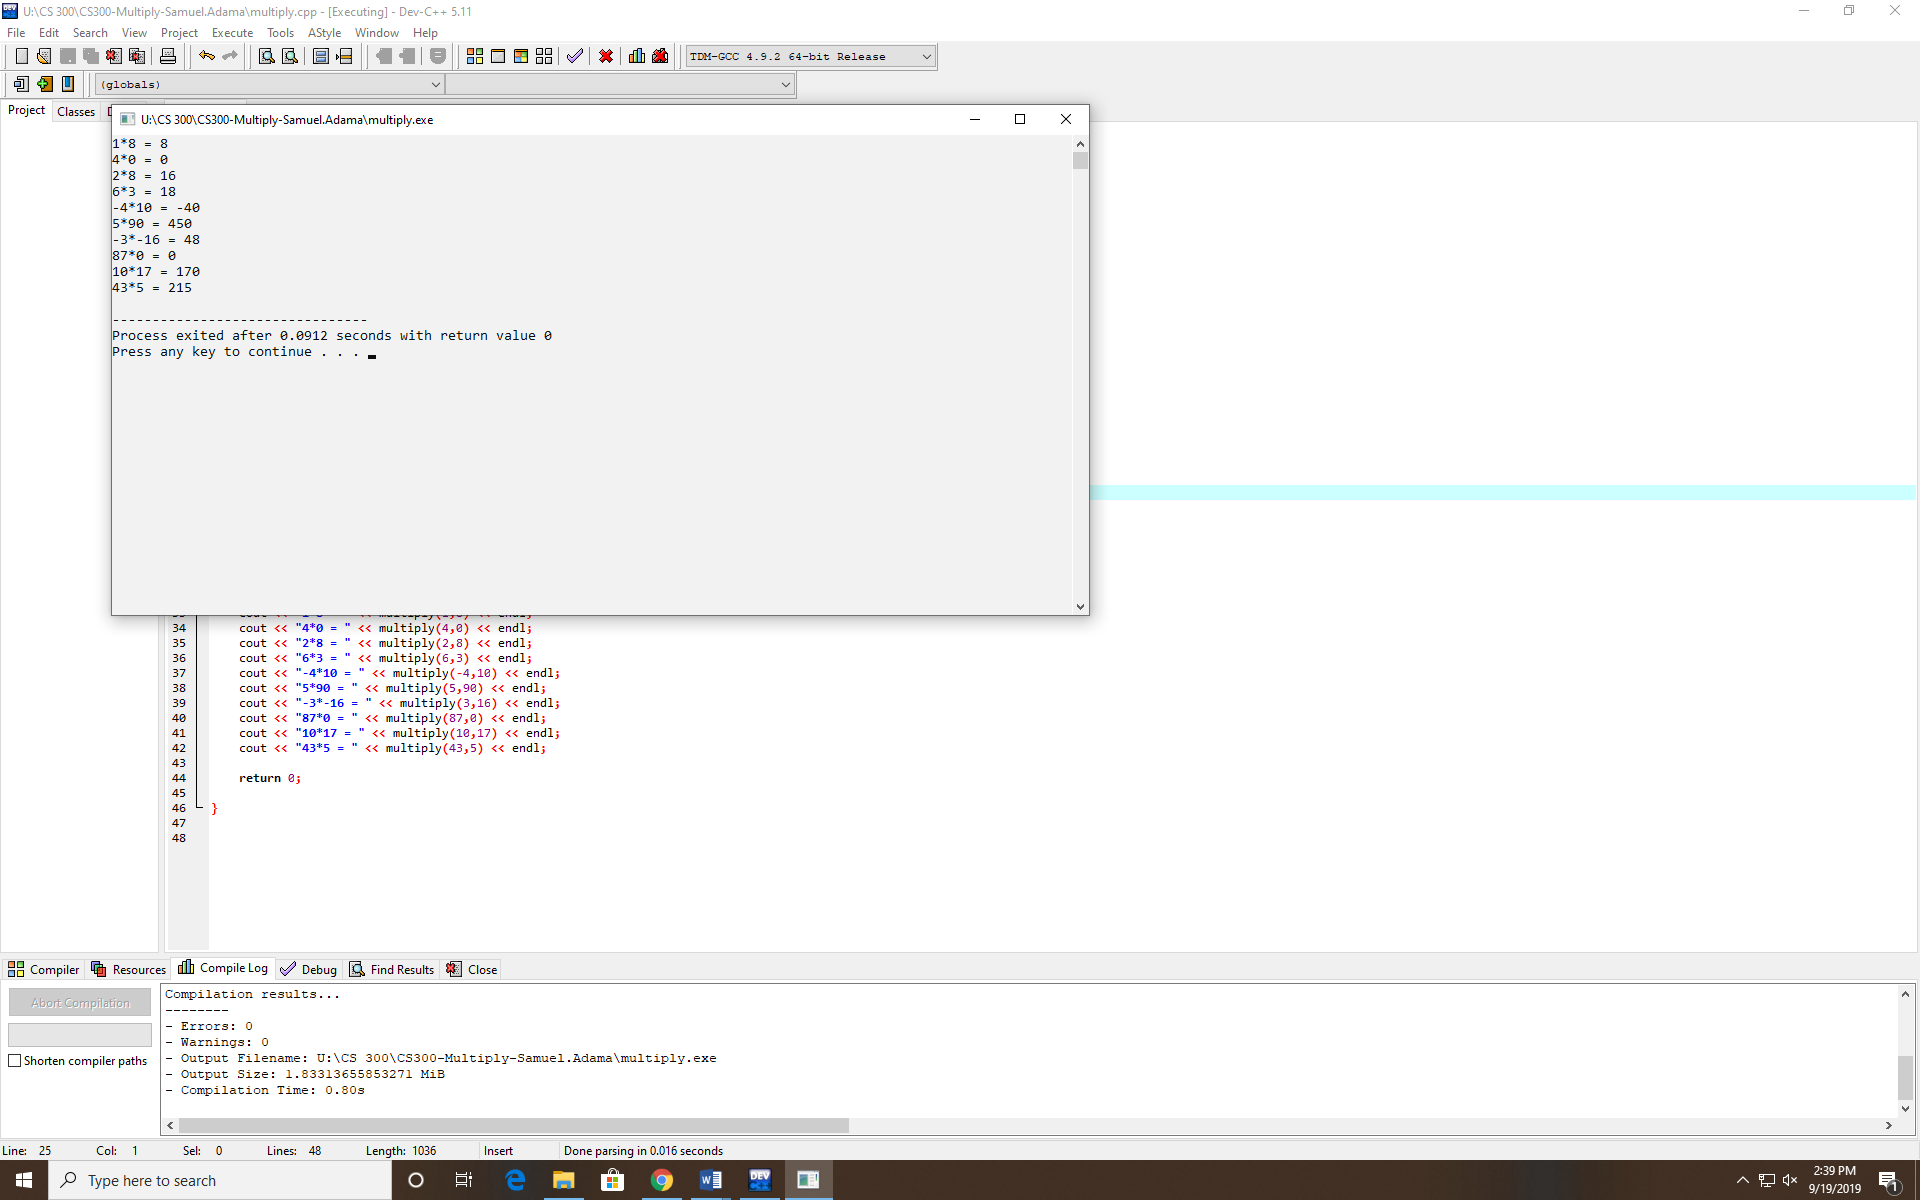 U:\CS 300\CS300-Multiply-Samuel.Adama\multiply.cpp - [Executing] - Dev-C++ 5.11
File Edit Search View Project Execute Tools AStyle Window Help
TDM-GCC 4.9.2 64-bit Release
(globals)
Project Classes
U:\CS 300\CS300-Multiply-Samuel.Adama\multiply.exe
1*8 = 8
4*0 = 0
2*8 = 16
6*3 = 18
-4*10 = -40
5*90 = 450
-3*-16 = 48
87*0 = 0
10*17 = 170
43*5 = 215
--------------------------------
Process exited after 0.0912 seconds with return value 0
Press any key to continue . . .
34 cout << "4*0 = " << multiply(4,0) << endl;
35 cout << "2*8 = " << multiply(2,8) << endl;
36 cout << "6*3 = " << multiply(6,3) << endl;
37 cout << "-4*10 = " << multiply(-4,10) << endl;
38 cout << "5*90 = " << multiply(5,90) << endl;
39 cout << "-3*-16 = " << multiply(3,16) << endl;
40 cout << "87*0 = " << multiply(87,0) << endl;
41 cout << "10*17 = " << multiply(10,17) << endl;
42 cout << "43*5 = " << multiply(43,5) << endl;
43
44 return 0;
45
46 }
47
48
Compiler Resources Compile Log Debug Find Results Close
Abort Compilation
Shorten compiler paths
Compilation results...
--------
- Errors: 0
- Warnings: 0
- Output Filename: U:\CS 300\CS300-Multiply-Samuel.Adama\multiply.exe
- Output Size: 1.83313655853271 MiB
- Compilation Time: 0.80s
Line: 25 Col: 1 Sel: 0 Lines: 48 Length: 1036 Insert Done parsing in 0.016 seconds
Type here to search
DEV
2:39 PM
9/19/2019
1